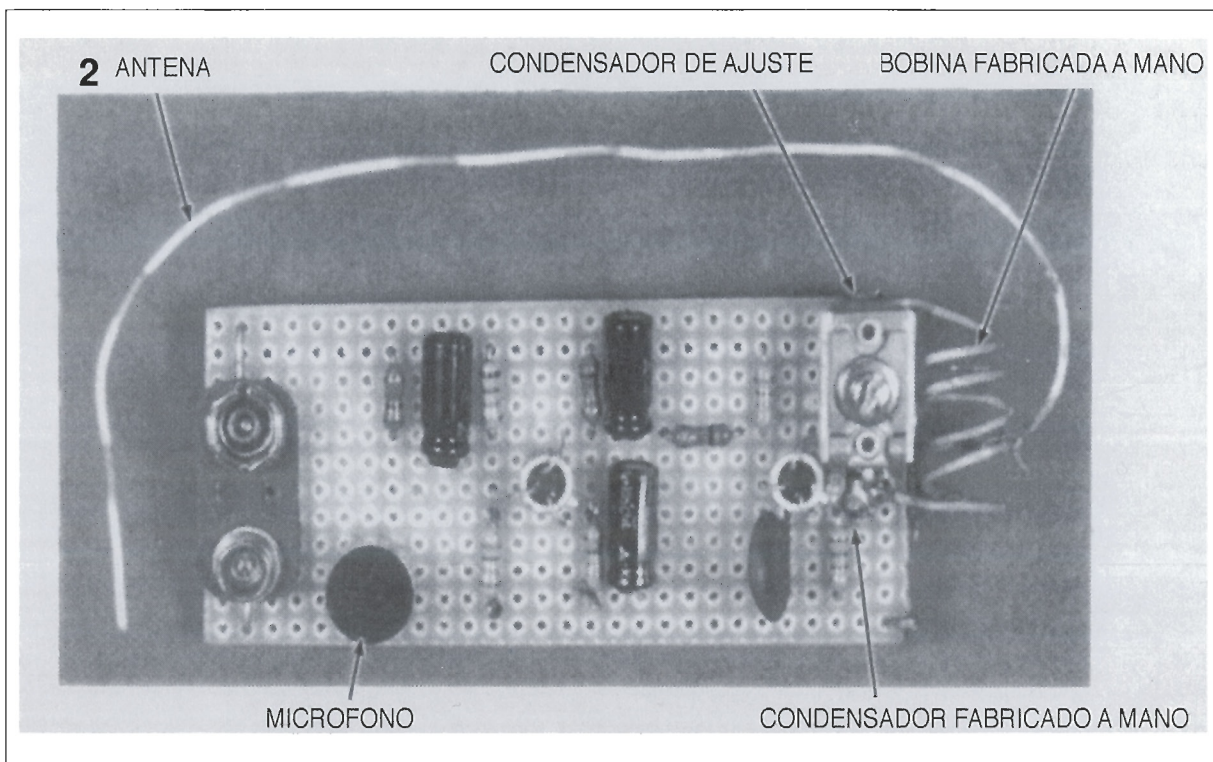 2 ANTENA
CONDENSADOR DE AJUSTE
BOBINA FABRICADA A MANO
MICROFONO
CONDENSADOR FABRICADO A MANO